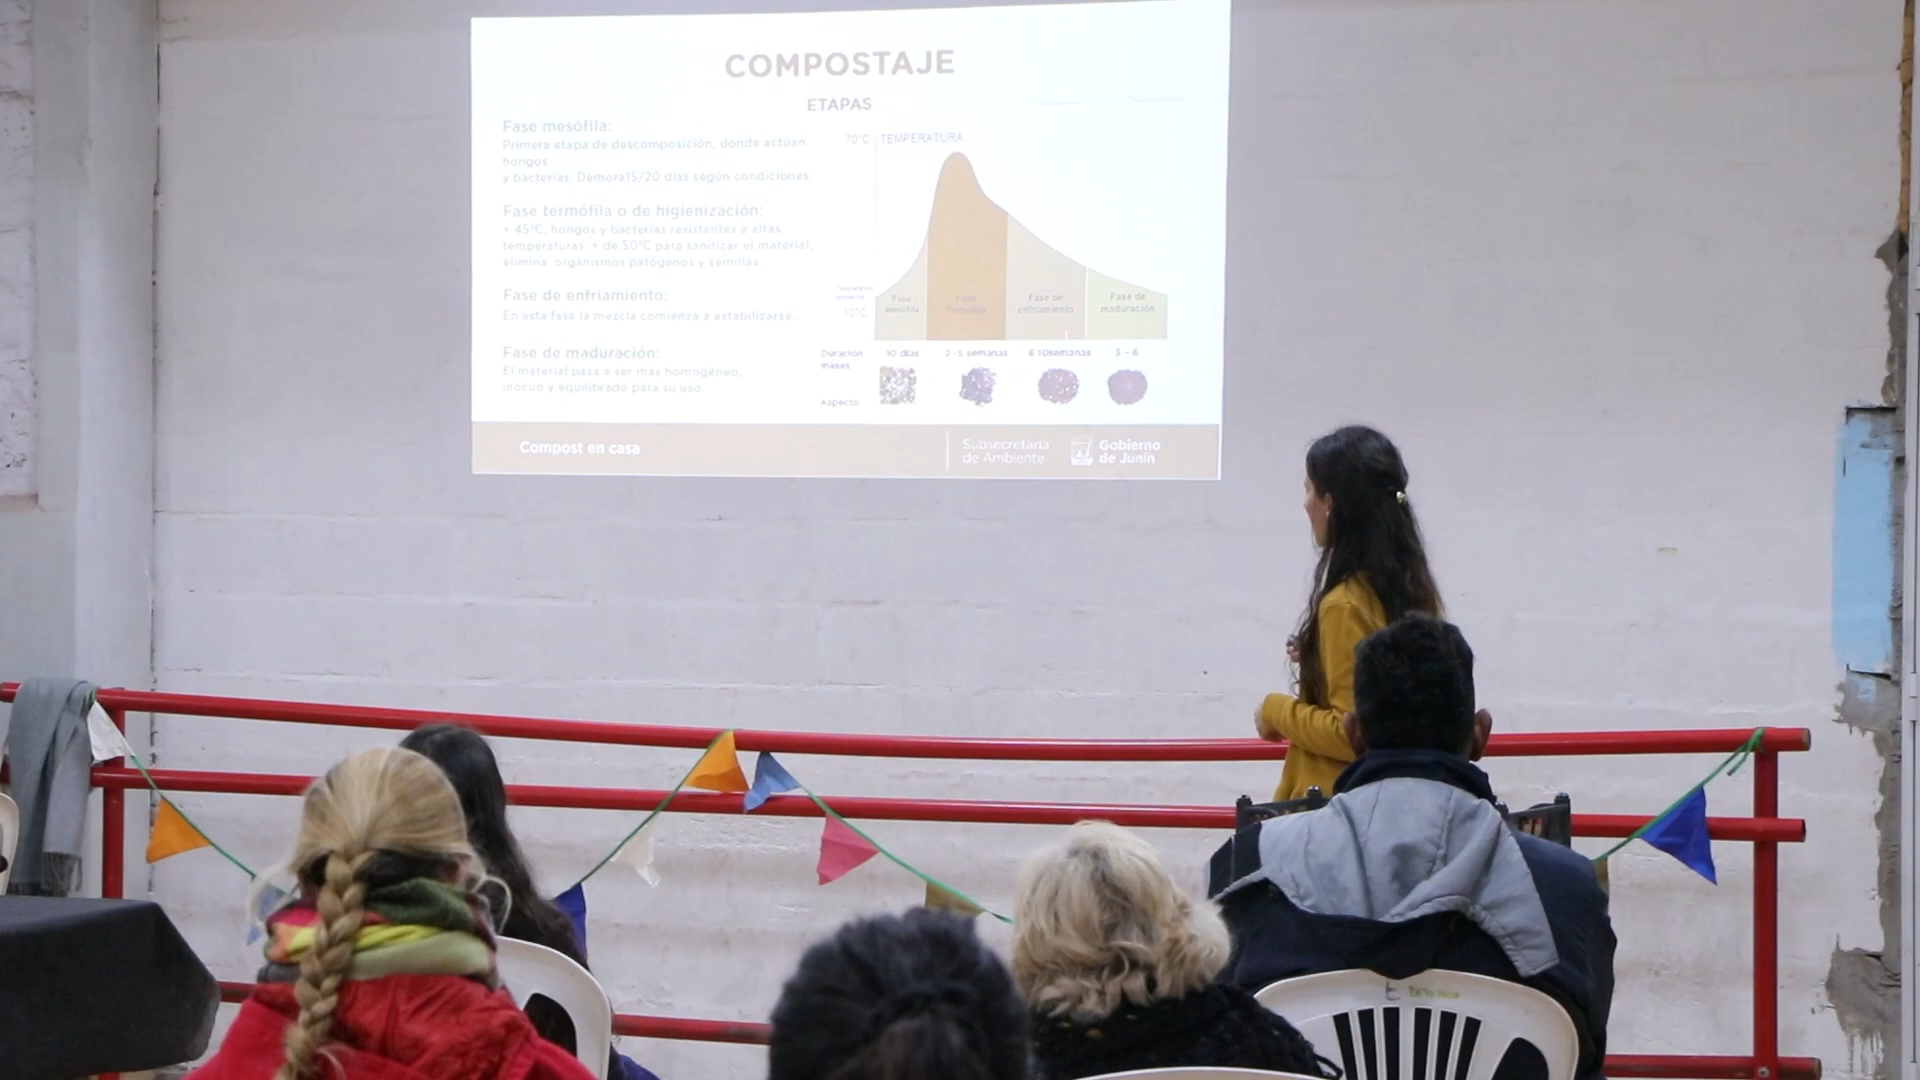 COMPOSTAJE
ETAPAS
Fase mesófila:
Primera etapa de descomposición, donde actúan
hongos
y bacterias. Demora15/20 días según condiciones.
Fase termófila o de higienización:
+ 45°C, hongos y bacterias resistentes a altas
temperaturas. + de 50°C para sanitizar el material,
elimina organismos patógenos y semillas.
Fase de enfriamiento:
En esta fase la mezcla comienza a estabilizarse.
Fase de maduración:
El material pasa a ser más homogéneo,
inocuo y equilibrado para su uso
70°C TEMPERATURA
10°C
Fase
mesófila
Fase
Fase de
enfriamiento
Fase de
maduración
Duración 10 días 2 -5 semanas 6 10semanas 3 - 6
meses
Aspecto
Compost en casa
Subsecretaría
de Ambiente
Gobierno
de Junín